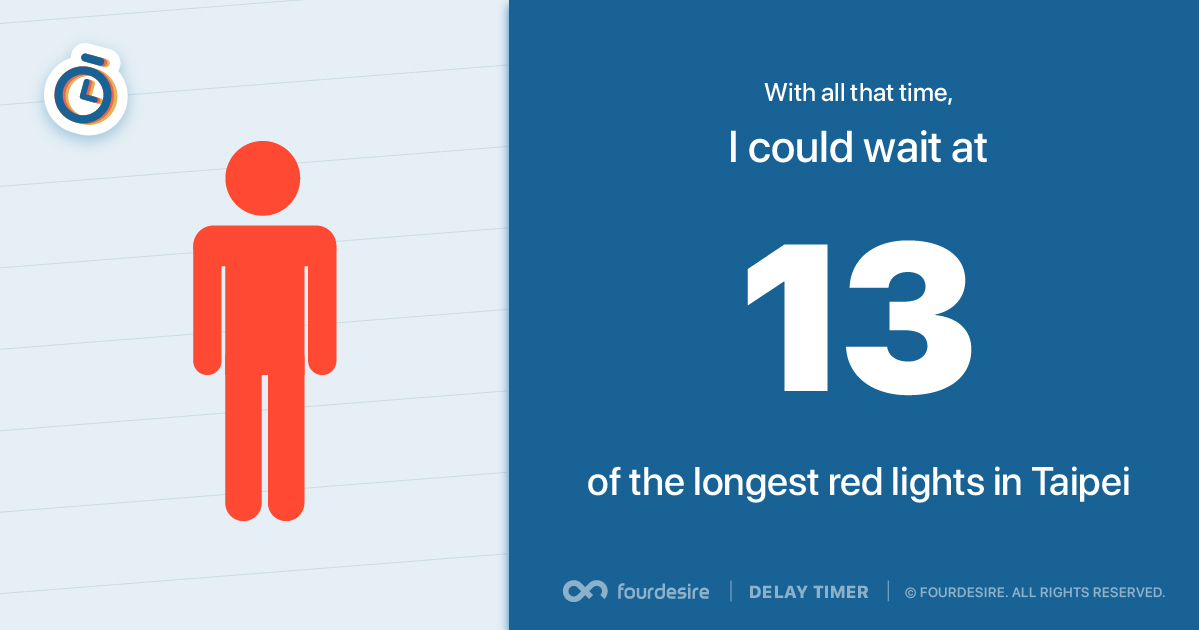 With all that time,
I could wait at
13
of the longest red lights in Taipei
fourdesire | DELAY TIMER | © FOURDESIRE. ALL RIGHTS RESERVED.